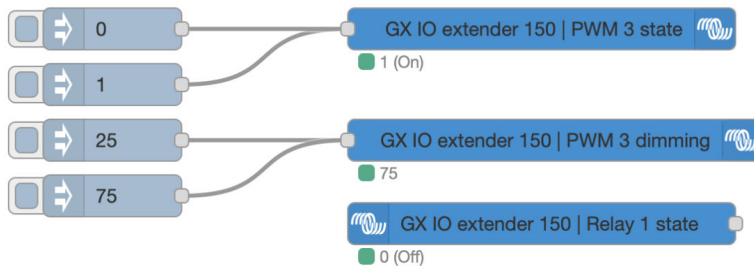 0
GX IO extender 150 | PWM 3 state
1 (On)
1
25
GX IO extender 150 | PWM 3 dimming
75
75
GX IO extender 150 | Relay 1 state
0 (Off)